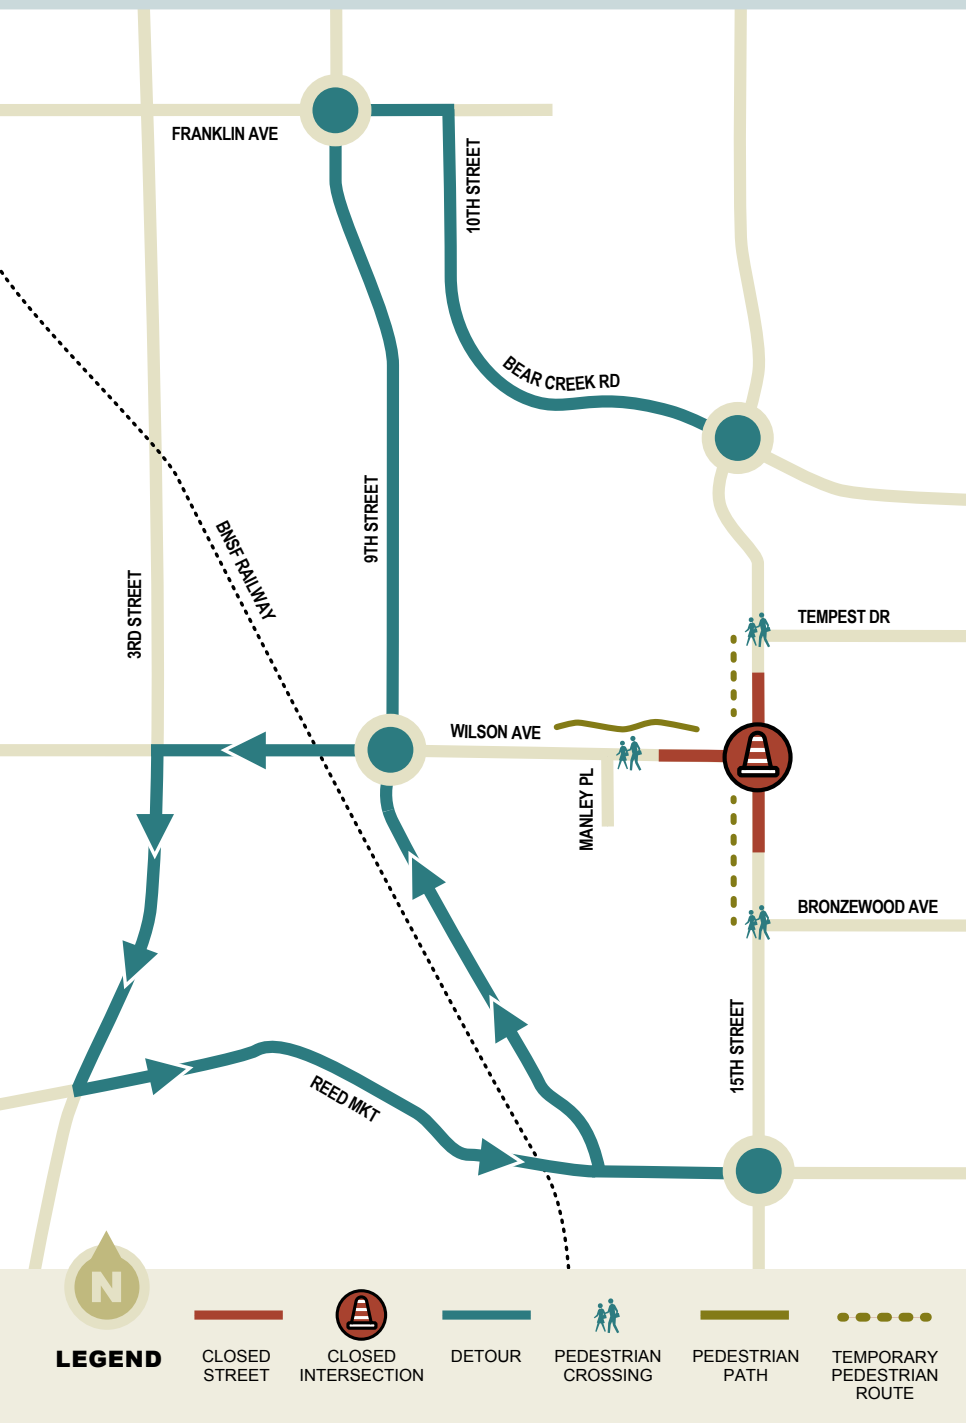 FRANKLIN AVE
10TH STREET
BEAR CREEK RD
9TH STREET
BNSF RAILWAY
3RD STREET
TEMPEST DR
WILSON AVE
MANLEY PL
BRONZEWOOD AVE
15TH STREET
REED MKT
N
LEGEND
CLOSED
STREET
CLOSED
INTERSECTION
DETOUR
PEDESTRIAN
CROSSING
PEDESTRIAN
PATH
TEMPORARY
PEDESTRIAN
ROUTE